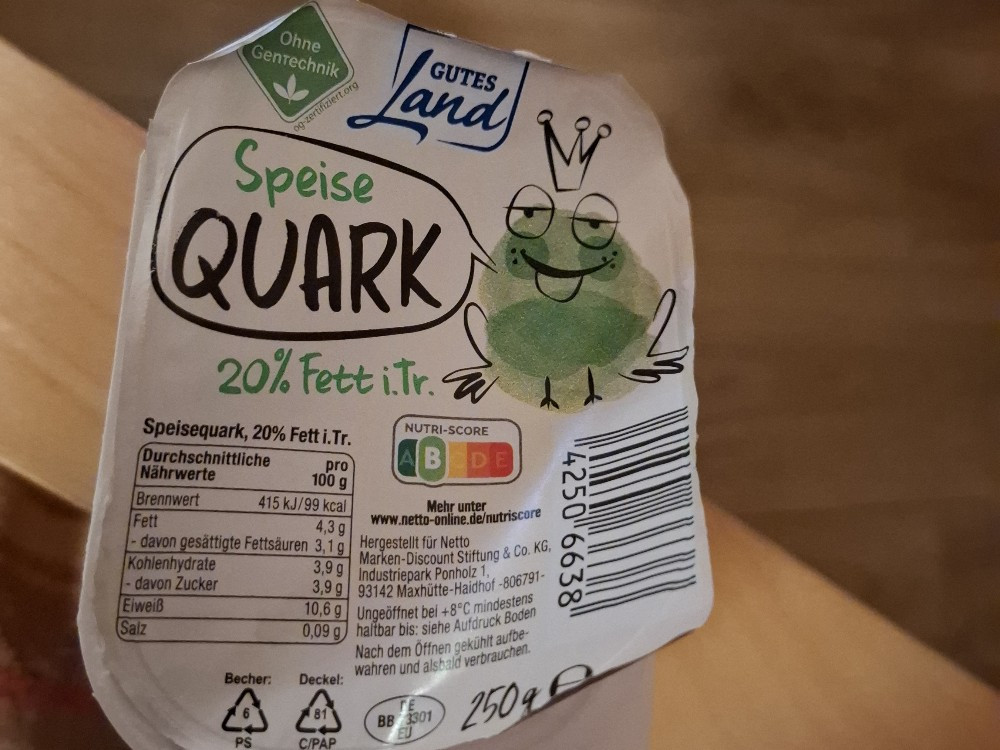 Ohne
GenTechnik
og-zertifiziert.org
GUTES
Land
Speise
QUARK
20% Fett i.Tr.
Speisequark, 20% Fett i.Tr.
Durchschnittliche Nährwerte pro 100 g
Brennwert 415 kJ/99 kcal
Fett 4,3 g
- davon gesättigte Fettsäuren 3,1 g
Kohlenhydrate 3,9 g
- davon Zucker 3,9 g
Eiweiß 10,6 g
Salz 0,09 g
NUTRI-SCORE
A B C D E
Mehr unter
www.netto-online.de/nutriscore
Hergestellt für Netto
Marken-Discount Stiftung & Co. KG,
Industriepark Ponholz 1,
93142 Maxhütte-Haidhof -806791-
Ungeöffnet bei +8°C mindestens
haltbar bis: siehe Aufdruck Boden
Nach dem Öffnen gekühlt aufbe-
wahren und alsbald verbrauchen.
4250 6638
Becher: Deckel:
6 81
PS C/PAP
DE
BB 3301
EU
250 g e